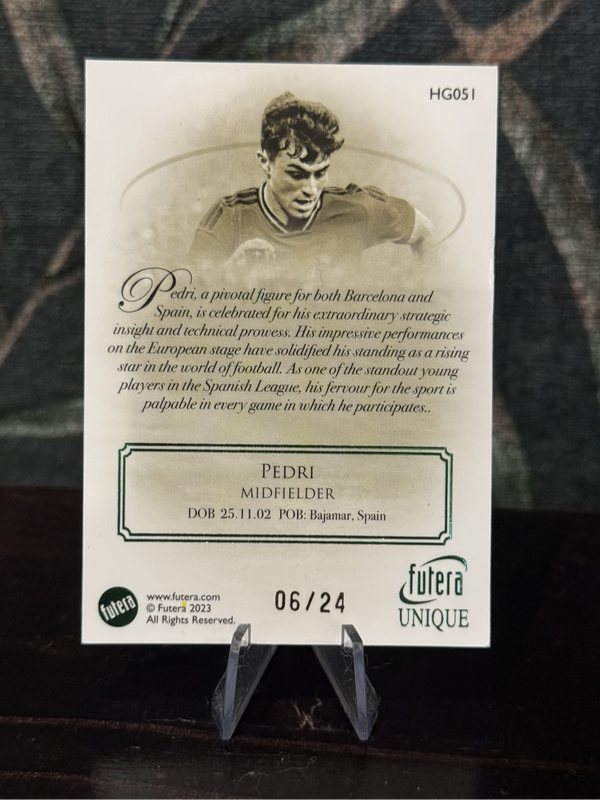 HG051
Pedri, a pivotal figure for both Barcelona and
Spain, is celebrated for his extraordinary strategic
insight and technical prowess. His impressive performances
on the European stage have solidified his standing as a rising
star in the world of football. As one of the standout young
players in the Spanish League, his fervour for the sport is
palpable in every game in which he participates..
PEDRI
MIDFIELDER
DOB 25.11.02 POB: Bajamar, Spain
futera
www.futera.com
© Futera 2023
All Rights Reserved.
06/24
futera
UNIQUE